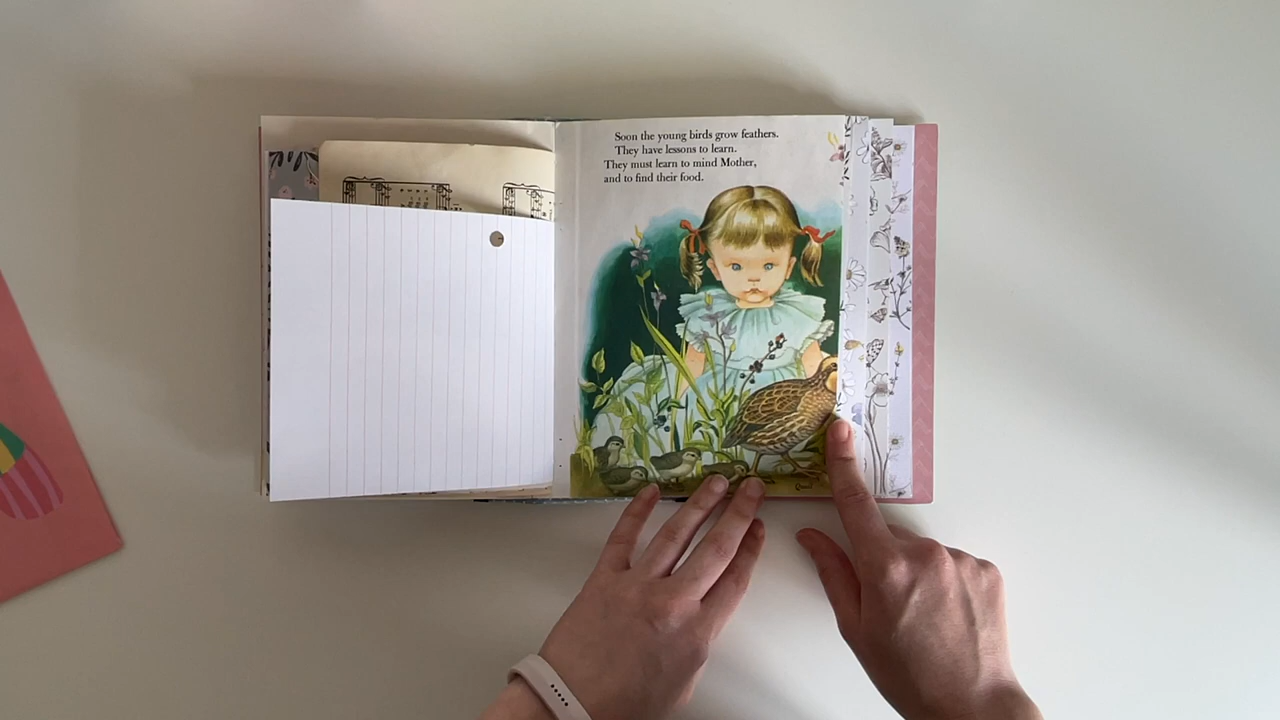 Soon the young birds grow feathers.
They have lessons to learn.
They must learn to mind Mother,
and to find their food.